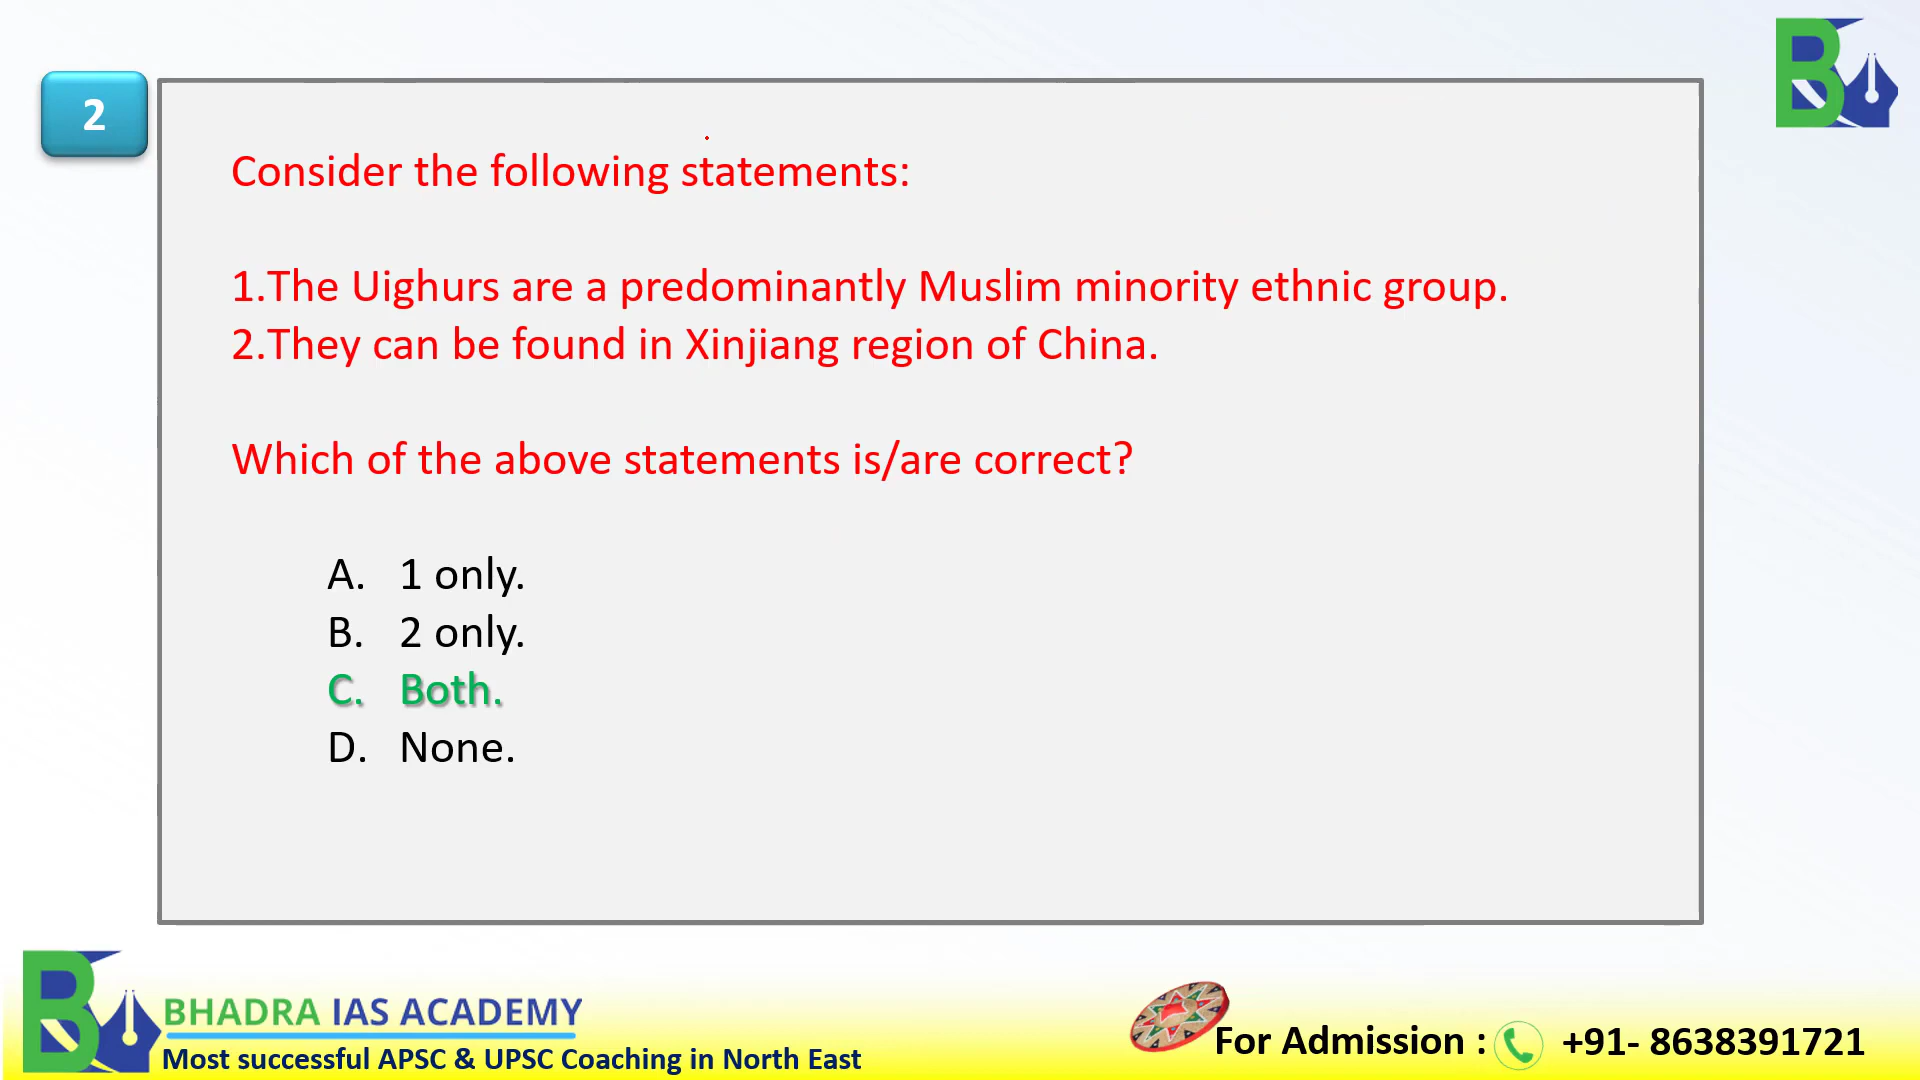 2
Consider the following statements:
1.The Uighurs are a predominantly Muslim minority ethnic group.
2.They can be found in Xinjiang region of China.
Which of the above statements is/are correct?
A. 1 only.
B. 2 only.
C. Both.
D. None.
BHADRA IAS ACADEMY
Most successful APSC & UPSC Coaching in North East
For Admission : +91- 8638391721